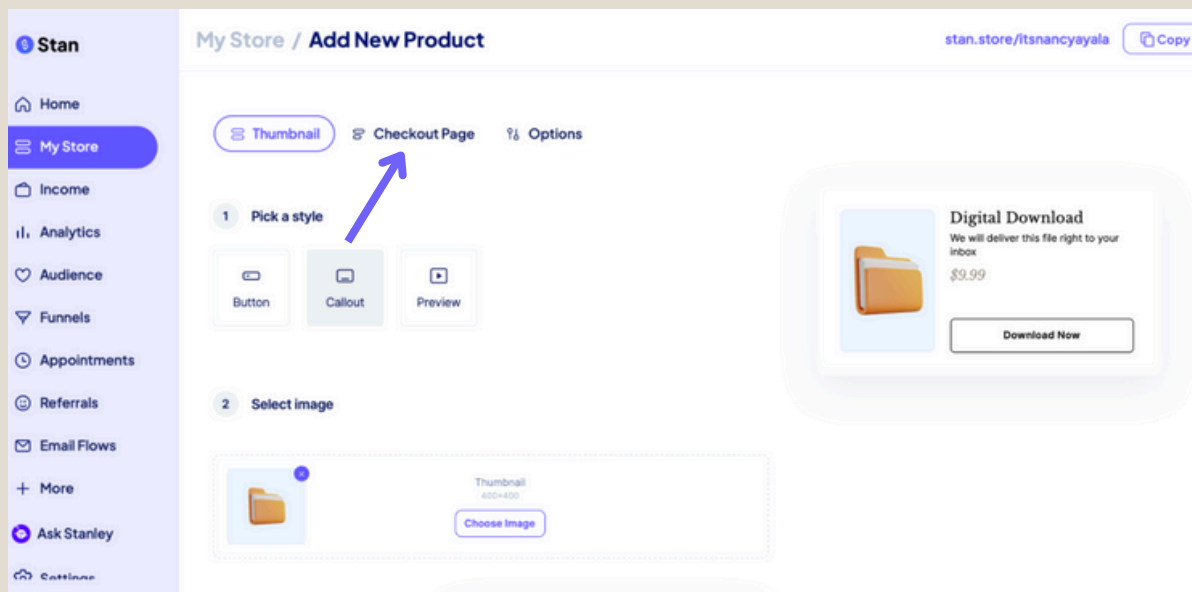 Stan
My Store / Add New Product
stan.store/itsnancyayala
Copy
Home
My Store
Income
Analytics
Audience
Funnels
Appointments
Referrals
Email Flows
More
Ask Stanley
Settings
Thumbnail
Checkout Page
Options
1 Pick a style
Button
Callout
Preview
2 Select image
Thumbnail
400×400
Choose Image
Digital Download
We will deliver this file right to your
inbox
$9.99
Download Now